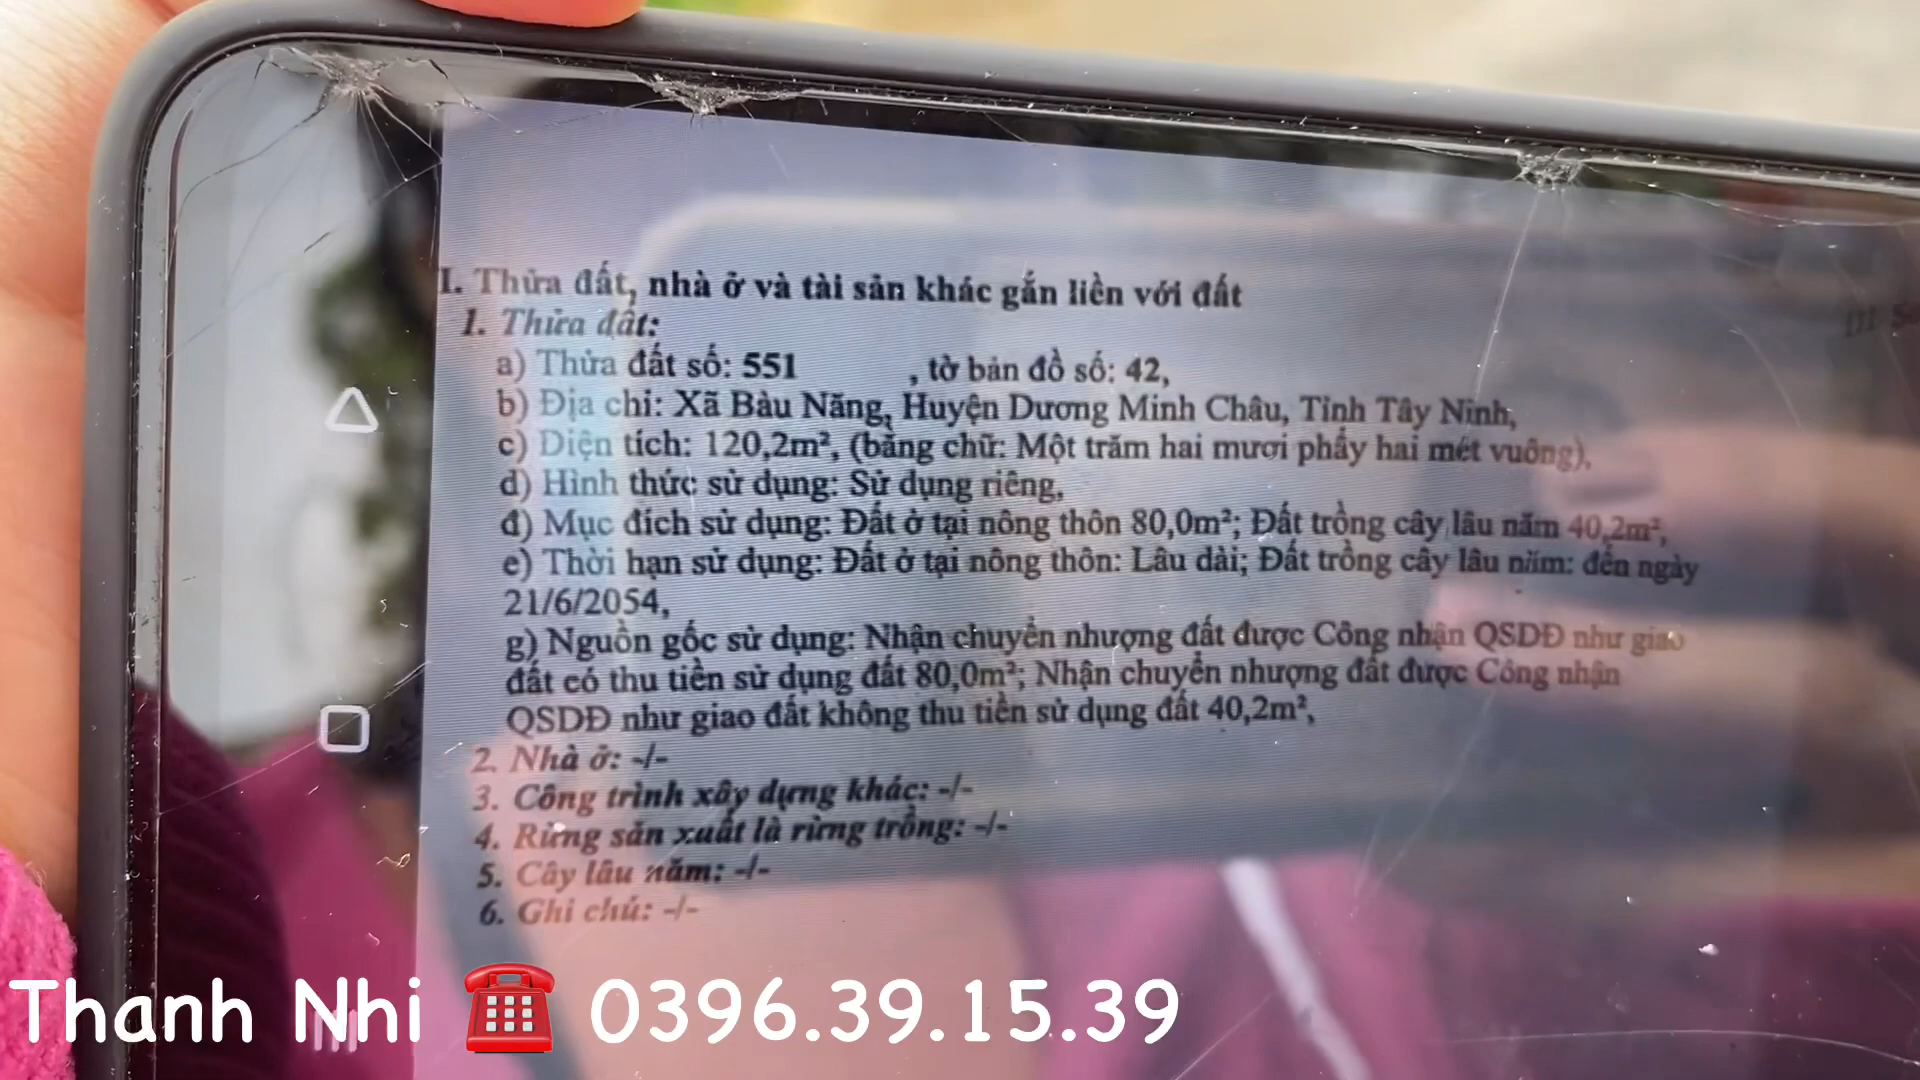 I. Thửa đất, nhà ở và tài sản khác gắn liền với đất
1. Thửa đất:
a) Thửa đất số: 551 , tờ bản đồ số: 42,
b) Địa chỉ: Xã Bàu Năng, Huyện Dương Minh Châu, Tỉnh Tây Ninh,
c) Diện tích: 120,2m², (bằng chữ: Một trăm hai mươi phẩy hai mét vuông),
d) Hình thức sử dụng: Sử dụng riêng,
đ) Mục đích sử dụng: Đất ở tại nông thôn 80,0m²; Đất trồng cây lâu năm 40,2m²,
e) Thời hạn sử dụng: Đất ở tại nông thôn: Lâu dài; Đất trồng cây lâu năm: đến ngày
21/6/2054,
g) Nguồn gốc sử dụng: Nhận chuyển nhượng đất được Công nhận QSDĐ như giao
đất có thu tiền sử dụng đất 80,0m²; Nhận chuyển nhượng đất được Công nhận
QSDĐ như giao đất không thu tiền sử dụng đất 40,2m²,
2. Nhà ở: -/-
3. Công trình xây dựng khác: -/-
4. Rừng sản xuất là rừng trồng: -/-
5. Cây lâu năm: -/-
6. Ghi chú: -/-
Thanh Nhi ☎️ 0396.39.15.39